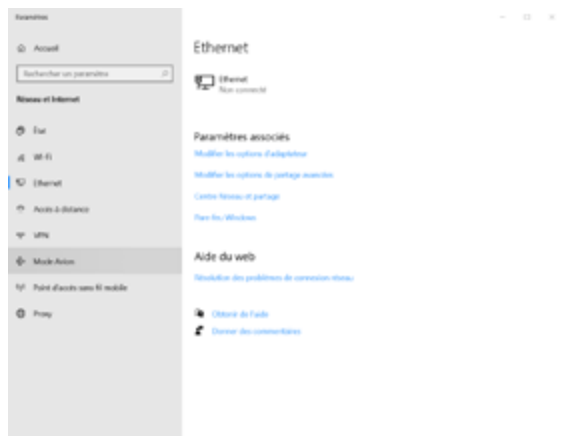 Paramètres
Accueil
Rechercher un paramètre
Réseau et Internet
État
Wi-Fi
Ethernet
Accès à distance
VPN
Mode Avion
Point d'accès sans fil mobile
Proxy
Ethernet
Ethernet
Non connecté
Paramètres associés
Modifier les options d'adaptateur
Modifier les options de partage avancées
Centre Réseau et partage
Pare-feu Windows
Aide du web
Résolution des problèmes de connexion réseau
Obtenir de l'aide
Donner des commentaires